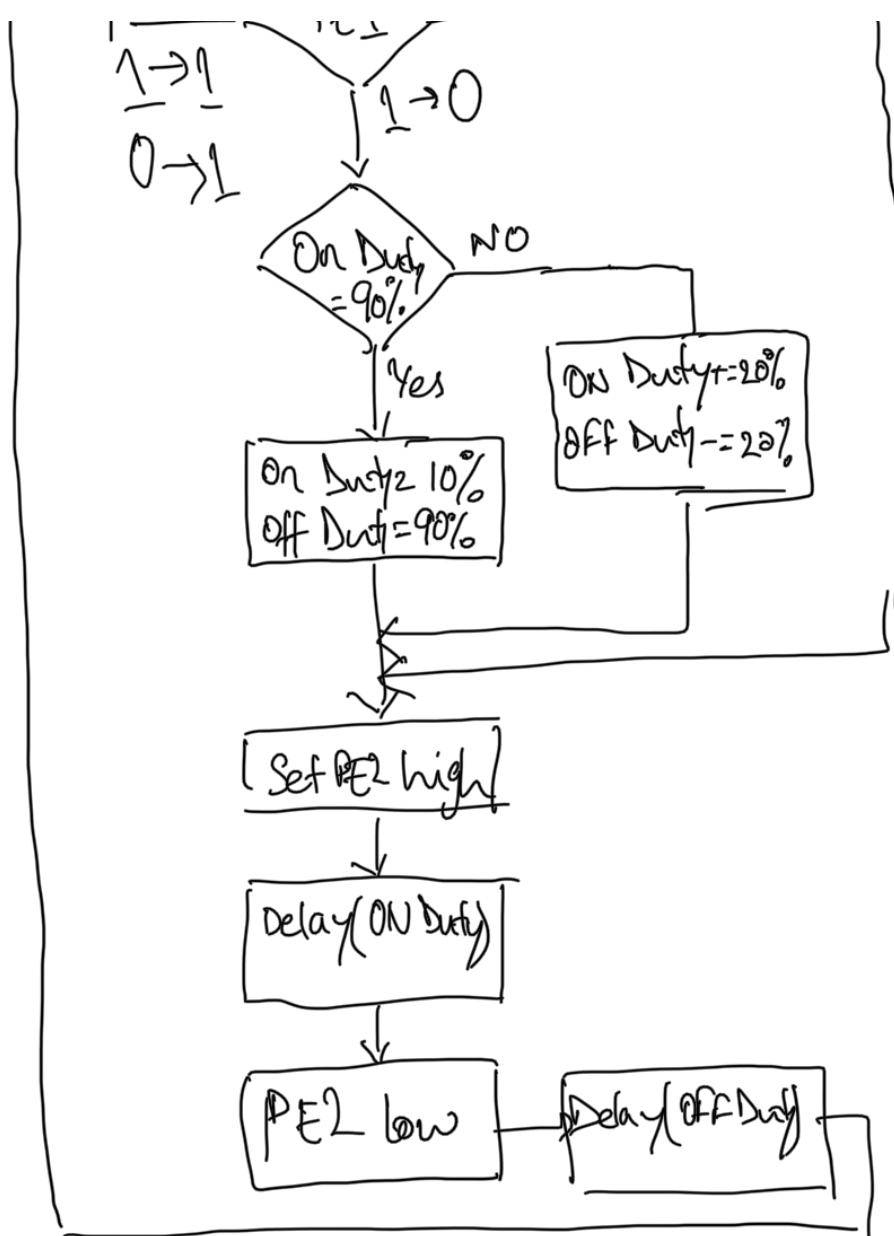 1→1
1→0
0→1
On Duty
=90%
NO
Yes
ON Duty+=20%
OFF Duty-=20%
On Duty= 10%
Off Duty=90%
Set PE2 high
Delay(ON Duty)
PE2 low
Delay(OFF Duty)